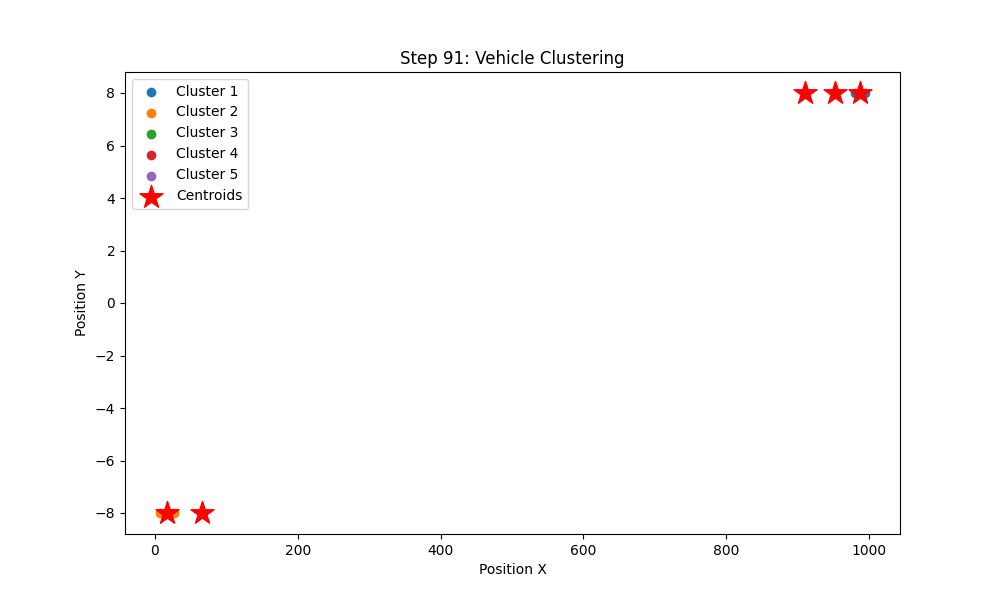 Step 91: Vehicle Clustering
Cluster 1
Cluster 2
Cluster 3
Cluster 4
Cluster 5
Centroids
8
6
4
2
0
−2
−4
−6
−8
Position Y
0
200
400
600
800
1000
Position X